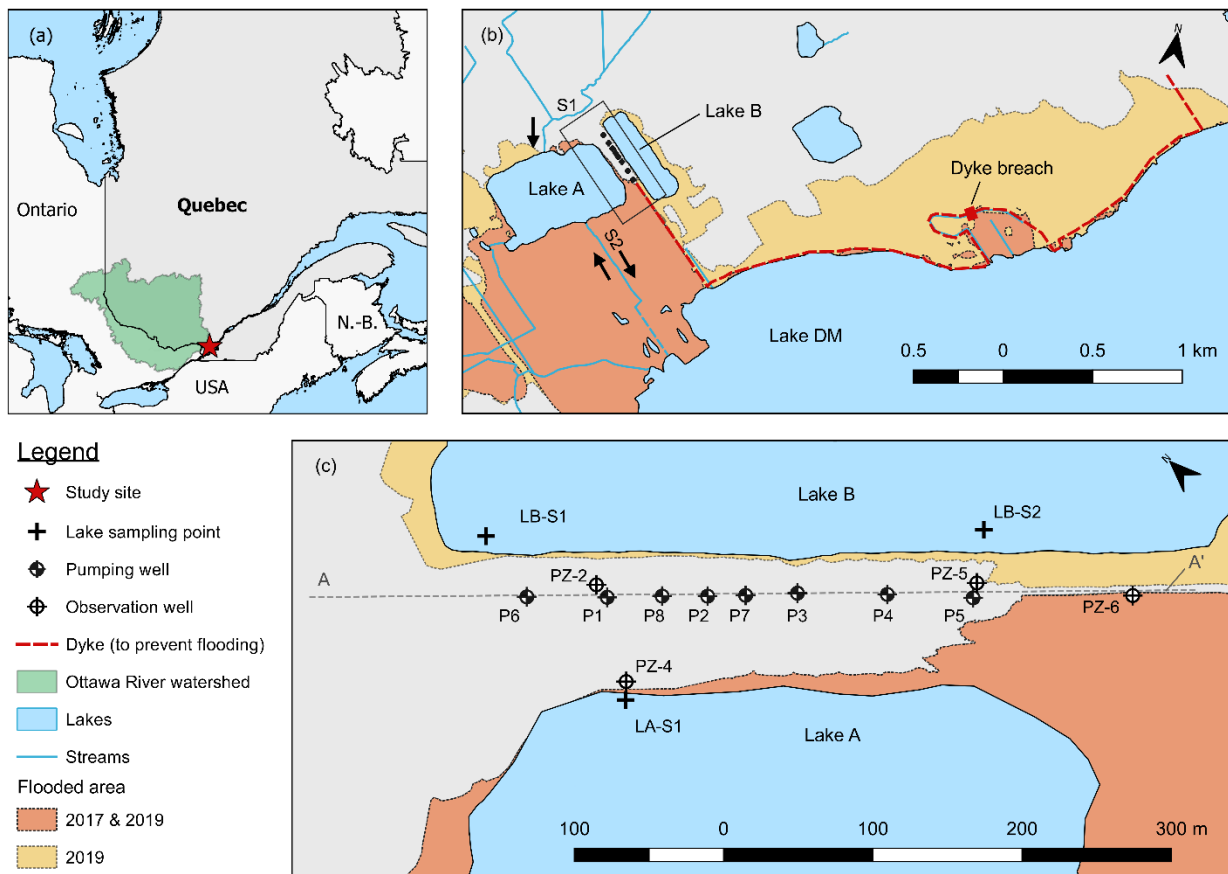 (a)
Ontario
Quebec
N.-B.
USA
(b)
N
S1
Lake B
Lake A
Dyke breach
S2
Lake DM
0.5 0 0.5 1 km
Legend
Study site
Lake sampling point
Pumping well
Observation well
Dyke (to prevent flooding)
Ottawa River watershed
Lakes
Streams
Flooded area
2017 & 2019
2019
(c)
N
Lake B
LB-S1
LB-S2
A
A'
PZ-2
PZ-5
P6 P1 P8 P2 P7 P3 P4 P5 PZ-6
PZ-4
LA-S1
Lake A
100 0 100 200 300 m